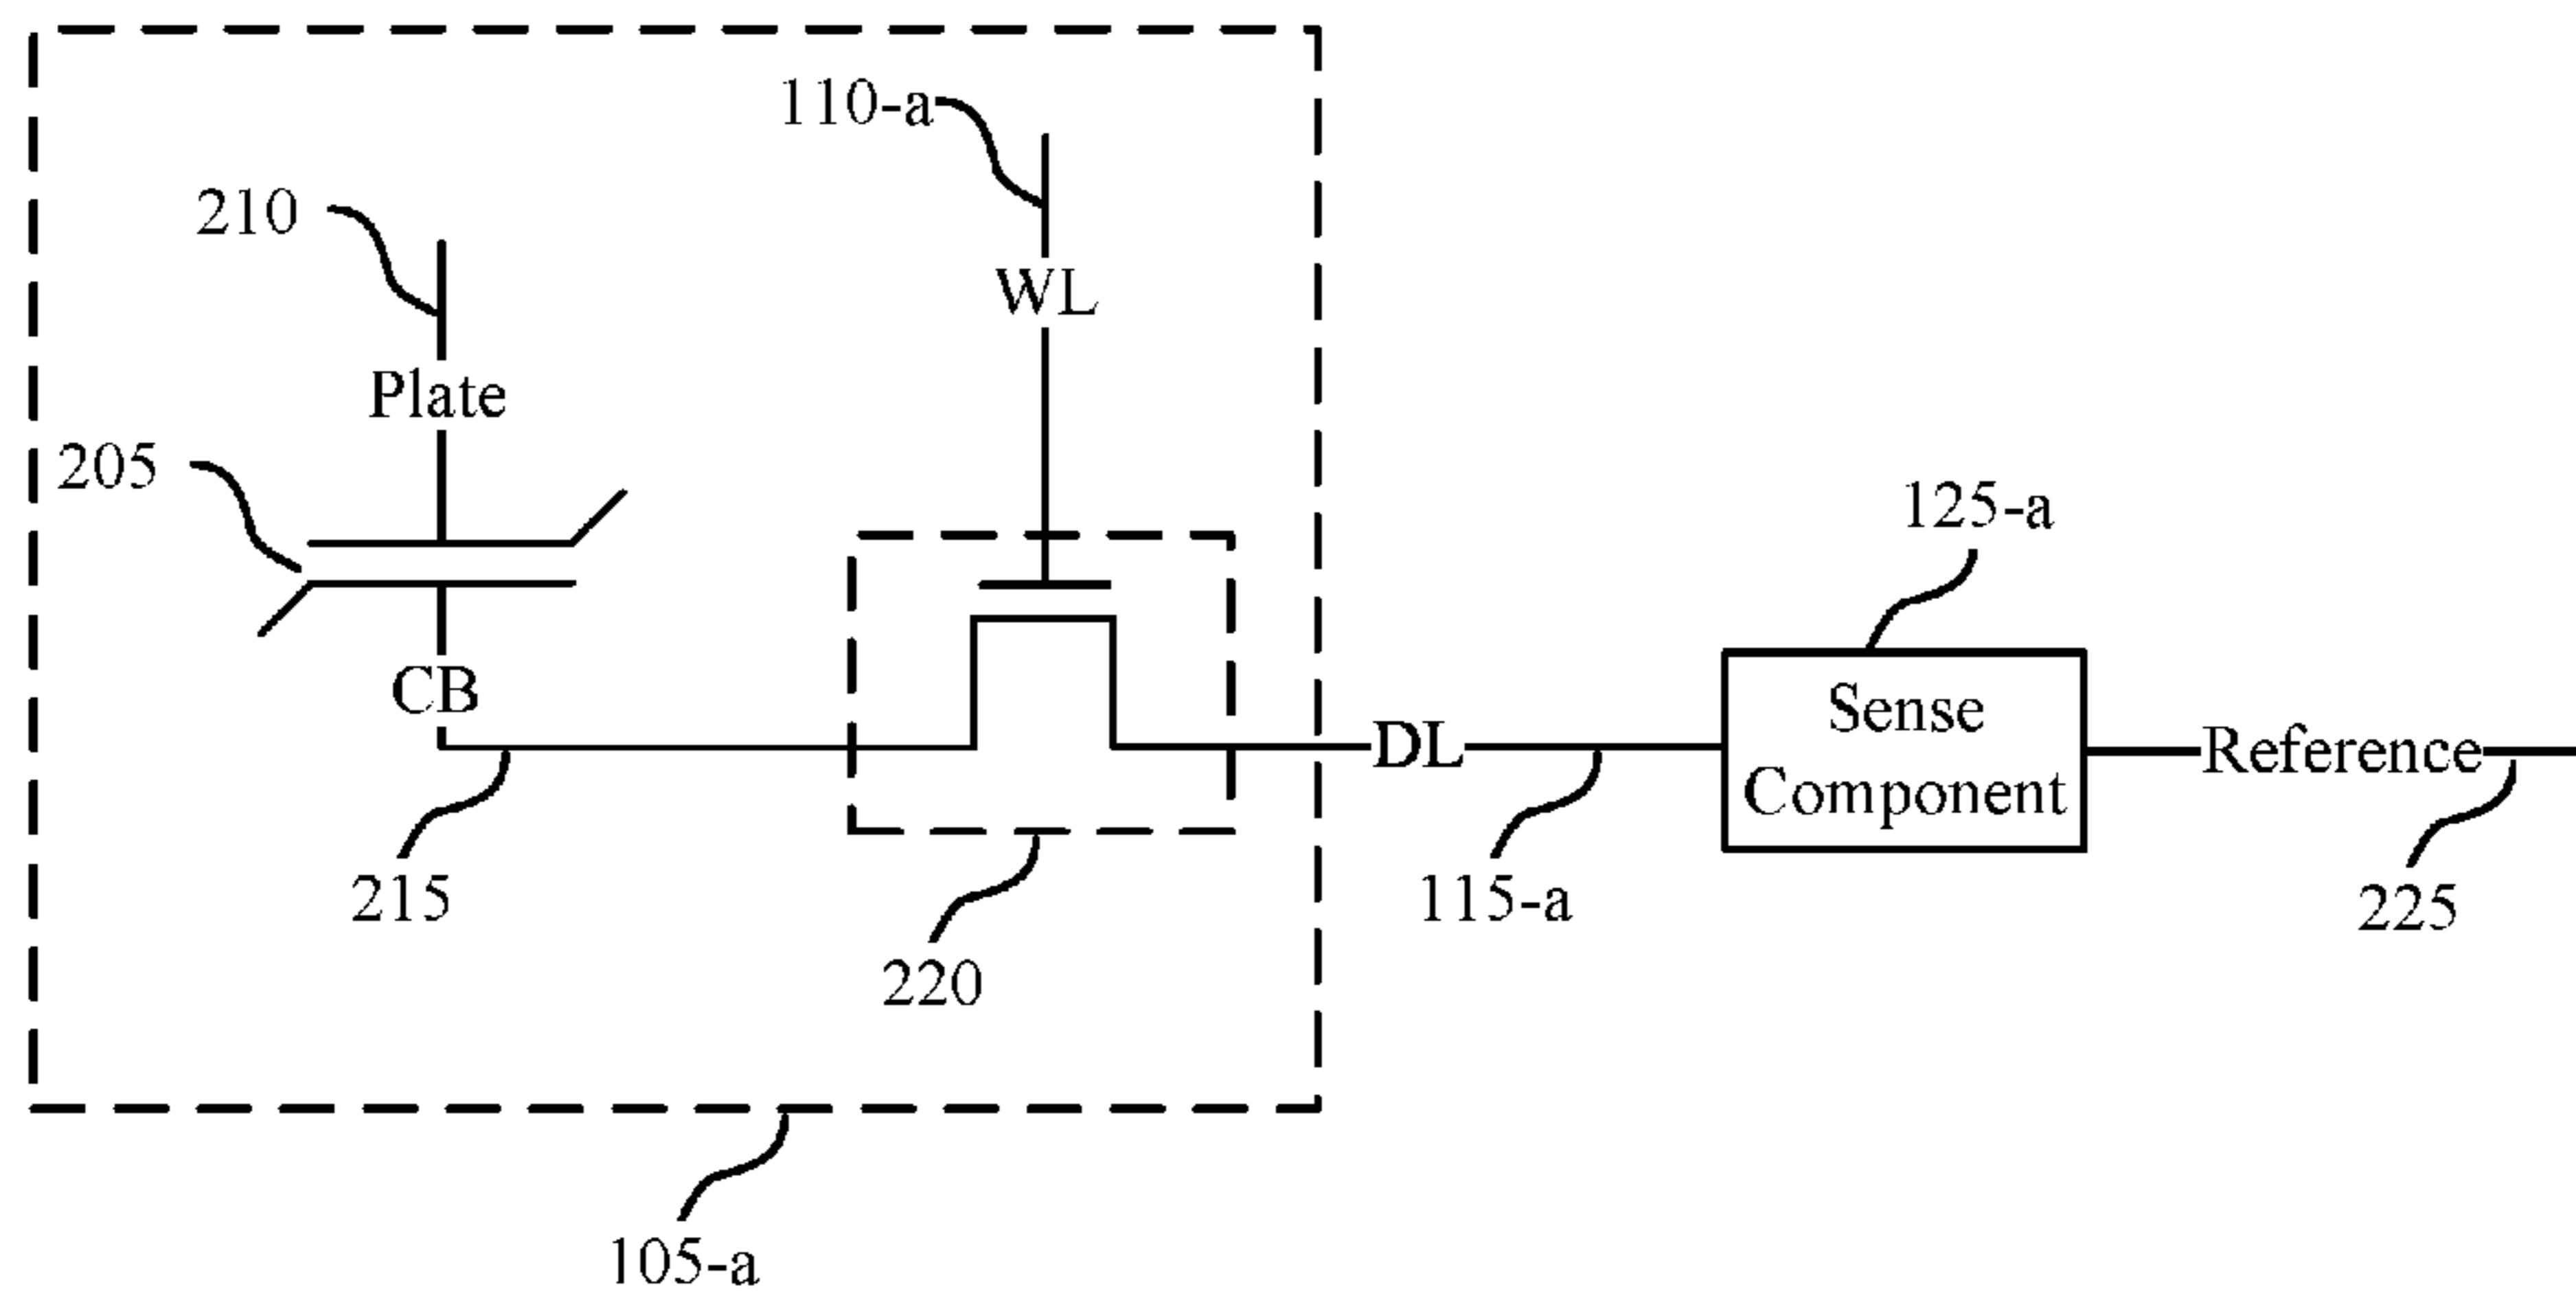 110-a
210
WL
Plate
205
125-a
CB
Sense
Component
DL
Reference
215
115-a
225
220
105-a